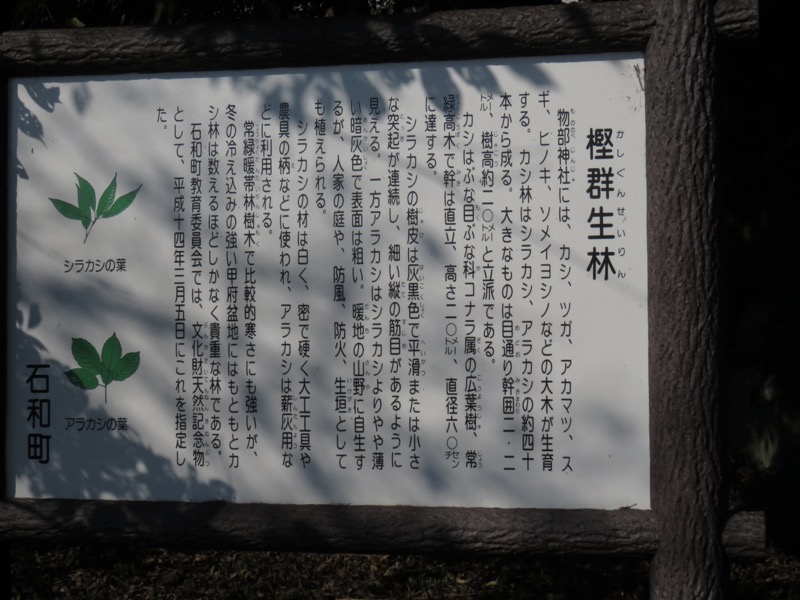 樫群生林
かしぐんせいりん
物部神社には、カシ、ツガ、アカマツ、ス
ギ、ヒノキ、ソメイヨシノなどの大木が生育
する。カシ林はシラカシ、アラカシの約四十
本から成る。大きなものは目通り幹囲二・二
メートル、樹高約二〇メートルと立派である。
カシはぶな目ぶな科コナラ属の広葉樹、常
緑高木で幹は直立、高さ二〇メートル、直径六〇センチ
に達する。
シラカシの樹皮は灰黒色で平滑または小さ
な突起が連続し、細い縦の筋目があるように
見える。一方アラカシはシラカシよりやや薄
い暗灰色で表面は粗い。暖地の山野に自生す
るが、人家の庭や、防風、防火、生垣として
も植えられる。
シラカシの材は白く、密で硬く大工工具や
農具の柄などに使われ、アラカシは薪炭用な
どに利用される。
常緑暖帯林樹木で比較的寒さにも強いが、
冬の冷え込みの強い甲府盆地にはもともとカ
シ林は数えるほどしかなく貴重な林である。
石和町教育委員会では、文化財天然記念物
として、平成十四年三月五日にこれを指定し
た。
シラカシの葉
アラカシの葉
石和町